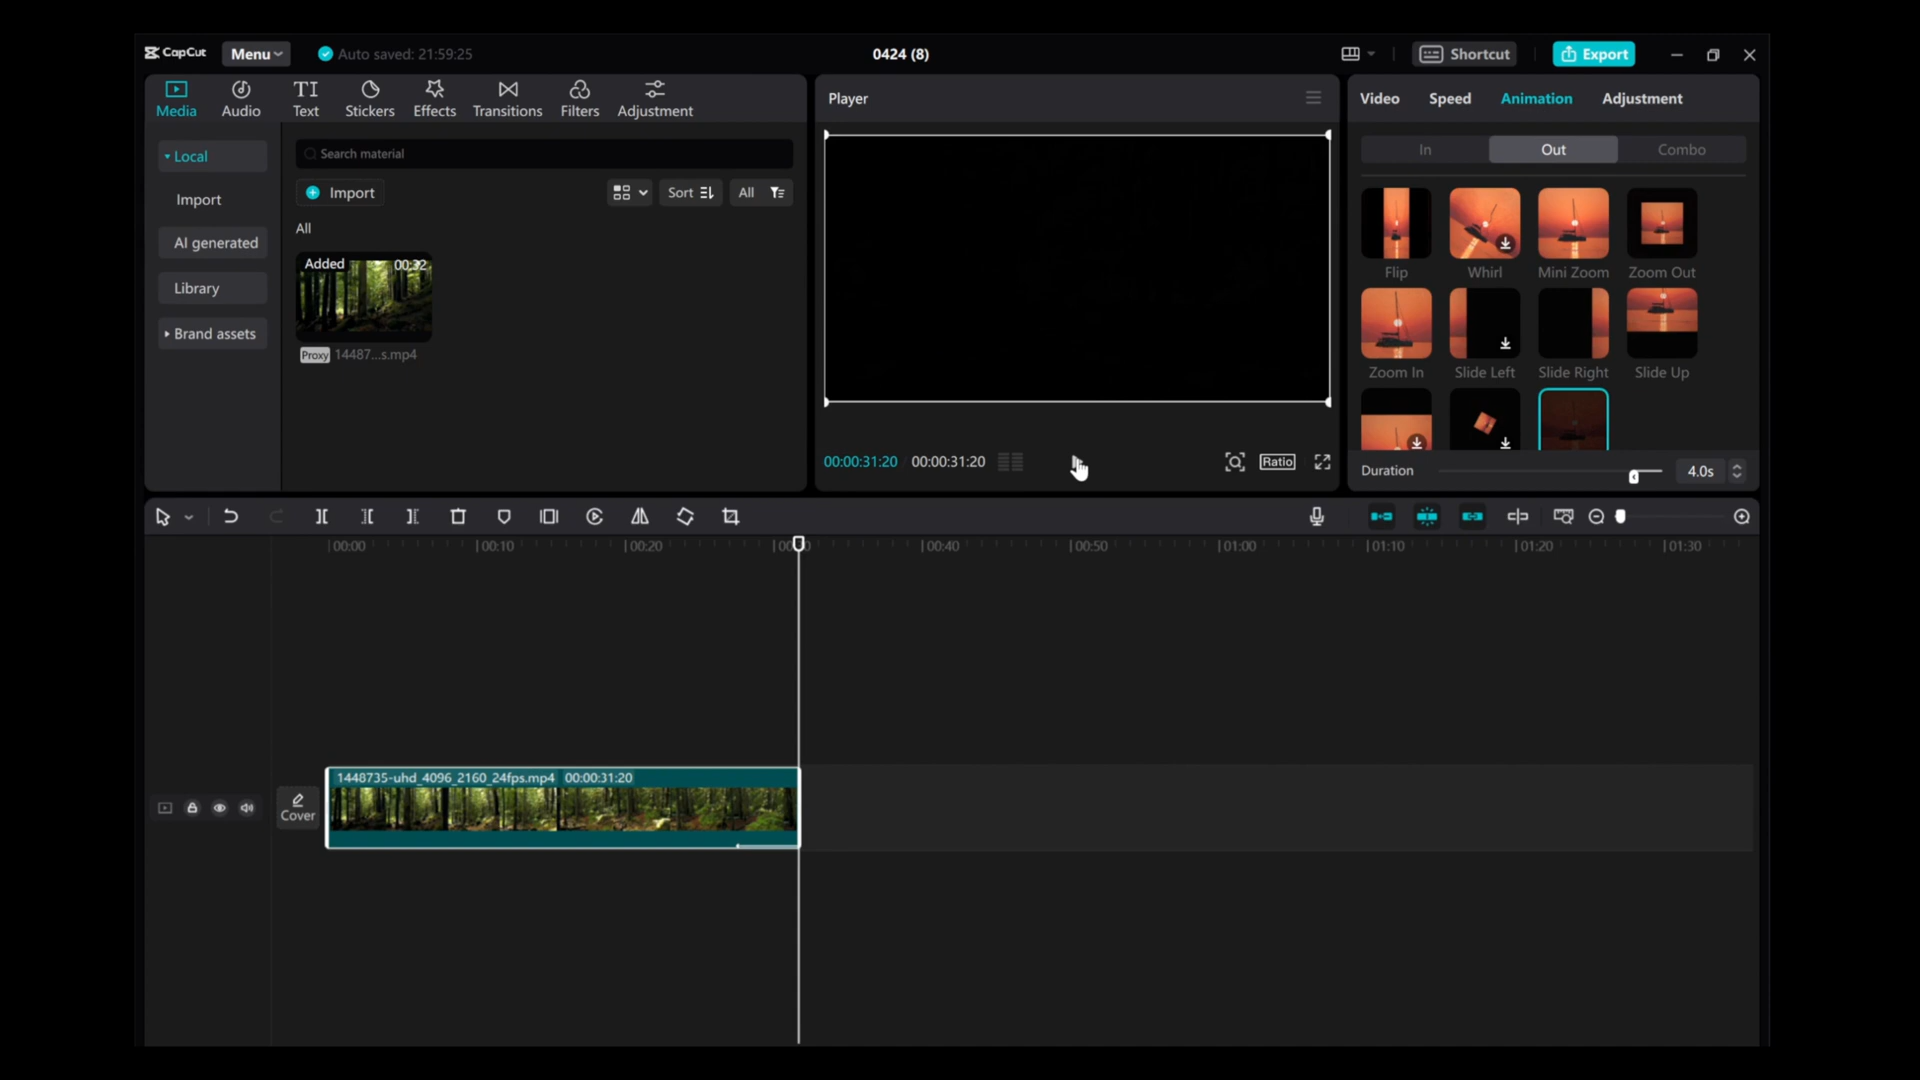 CapCut
Menu
Auto saved: 21:59:25
0424 (8)
Shortcut
Export
Media
Audio
Text
Stickers
Effects
Transitions
Filters
Adjustment
Local
Import
AI generated
Library
Brand assets
Search material
Import
Sort
All
All
Added
00:32
Proxy
14487...s.mp4
Player
00:00:31:20
00:00:31:20
Ratio
Video
Speed
Animation
Adjustment
In
Out
Combo
Flip
Whirl
Mini Zoom
Zoom Out
Zoom In
Slide Left
Slide Right
Slide Up
Duration
4.0s
00:00
00:10
00:20
00:40
00:50
01:00
01:10
01:20
01:30
Cover
1448735-uhd_4096_2160_24fps.mp4
00:00:31:20